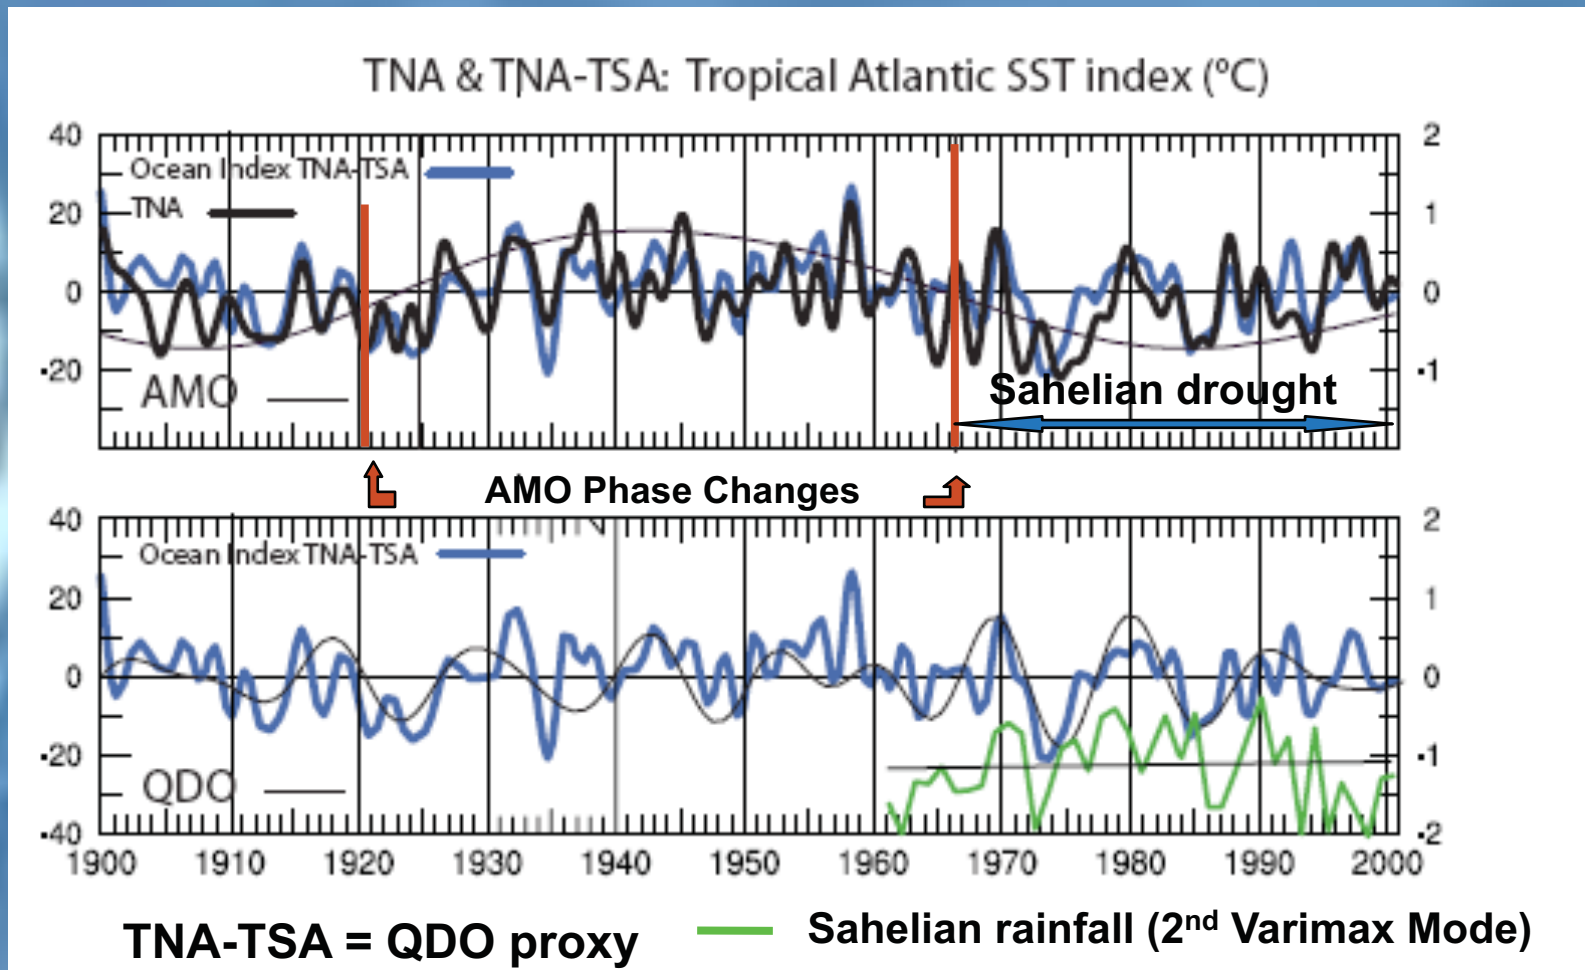 TNA & TNA-TSA: Tropical Atlantic SST index (°C)
40 2
Ocean Index TNA-TSA
20 TNA 1
0 0
-20 -1
AMO
Sahelian drought
AMO Phase Changes
40 2
Ocean Index TNA-TSA
20 1
0 0
-20 -1
QDO
-40 -2
1900 1910 1920 1930 1940 1950 1960 1970 1980 1990 2000
TNA-TSA = QDO proxy
Sahelian rainfall (2nd Varimax Mode)